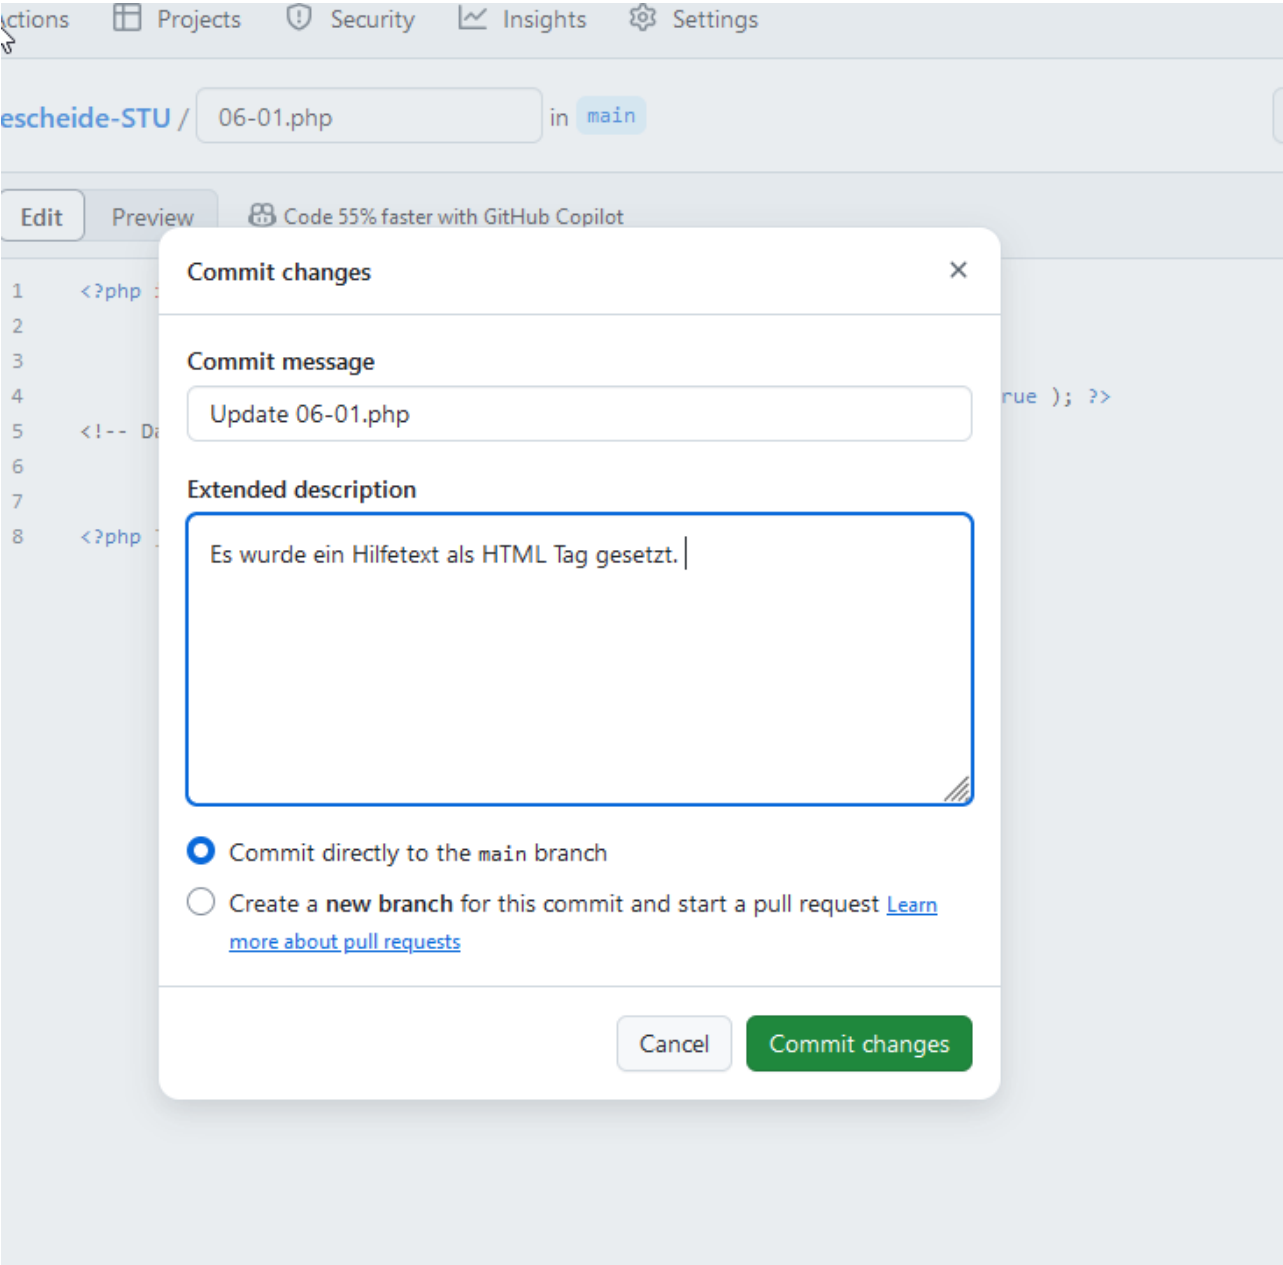 Projects Security Insights Settings
escheide-STU / 06-01.php in main
Edit Preview Code 55% faster with GitHub Copilot
Commit changes
1 <?php
2
3
4 rue ); ?>
5 <!--
6
7
8 <?php
Commit message
Update 06-01.php
Extended description
Es wurde ein Hilfetext als HTML Tag gesetzt.
Commit directly to the main branch
Create a new branch for this commit and start a pull request Learn
more about pull requests
Cancel Commit changes